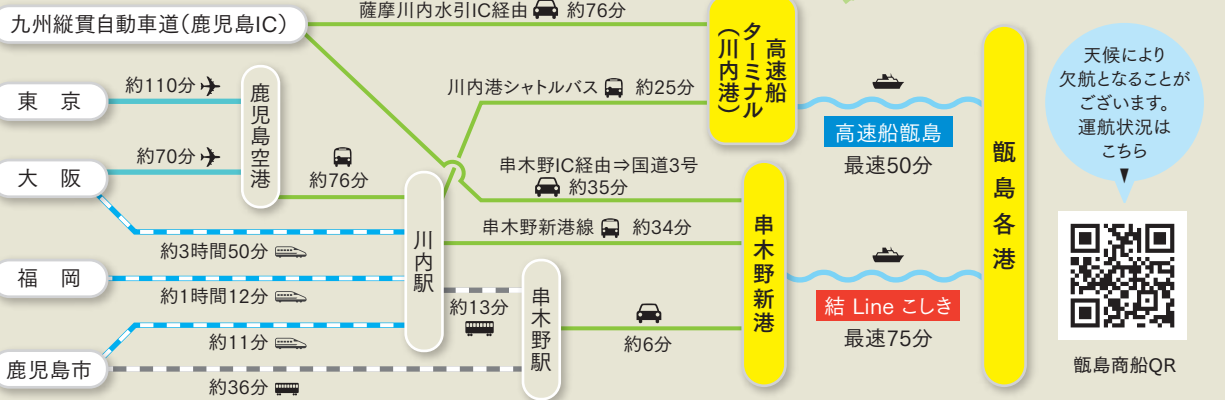 九州縦貫自動車道(鹿児島IC)
薩摩川内水引IC経由 約76分
高速船
ターミナル
(川内港)
東京
約110分
鹿児島空港
川内港シャトルバス 約25分
高速船甑島
最速50分
甑島各港
天候により
欠航となることが
ございます。
運航状況は
こちら
▼
大阪
約70分
約76分
串木野IC経由⇒国道3号
約35分
串木野新港線 約34分
串木野新港
約3時間50分
川内駅
福岡
約1時間12分
約13分
串木野駅
約6分
結 Line こしき
最速75分
約11分
鹿児島市
約36分
甑島商船QR